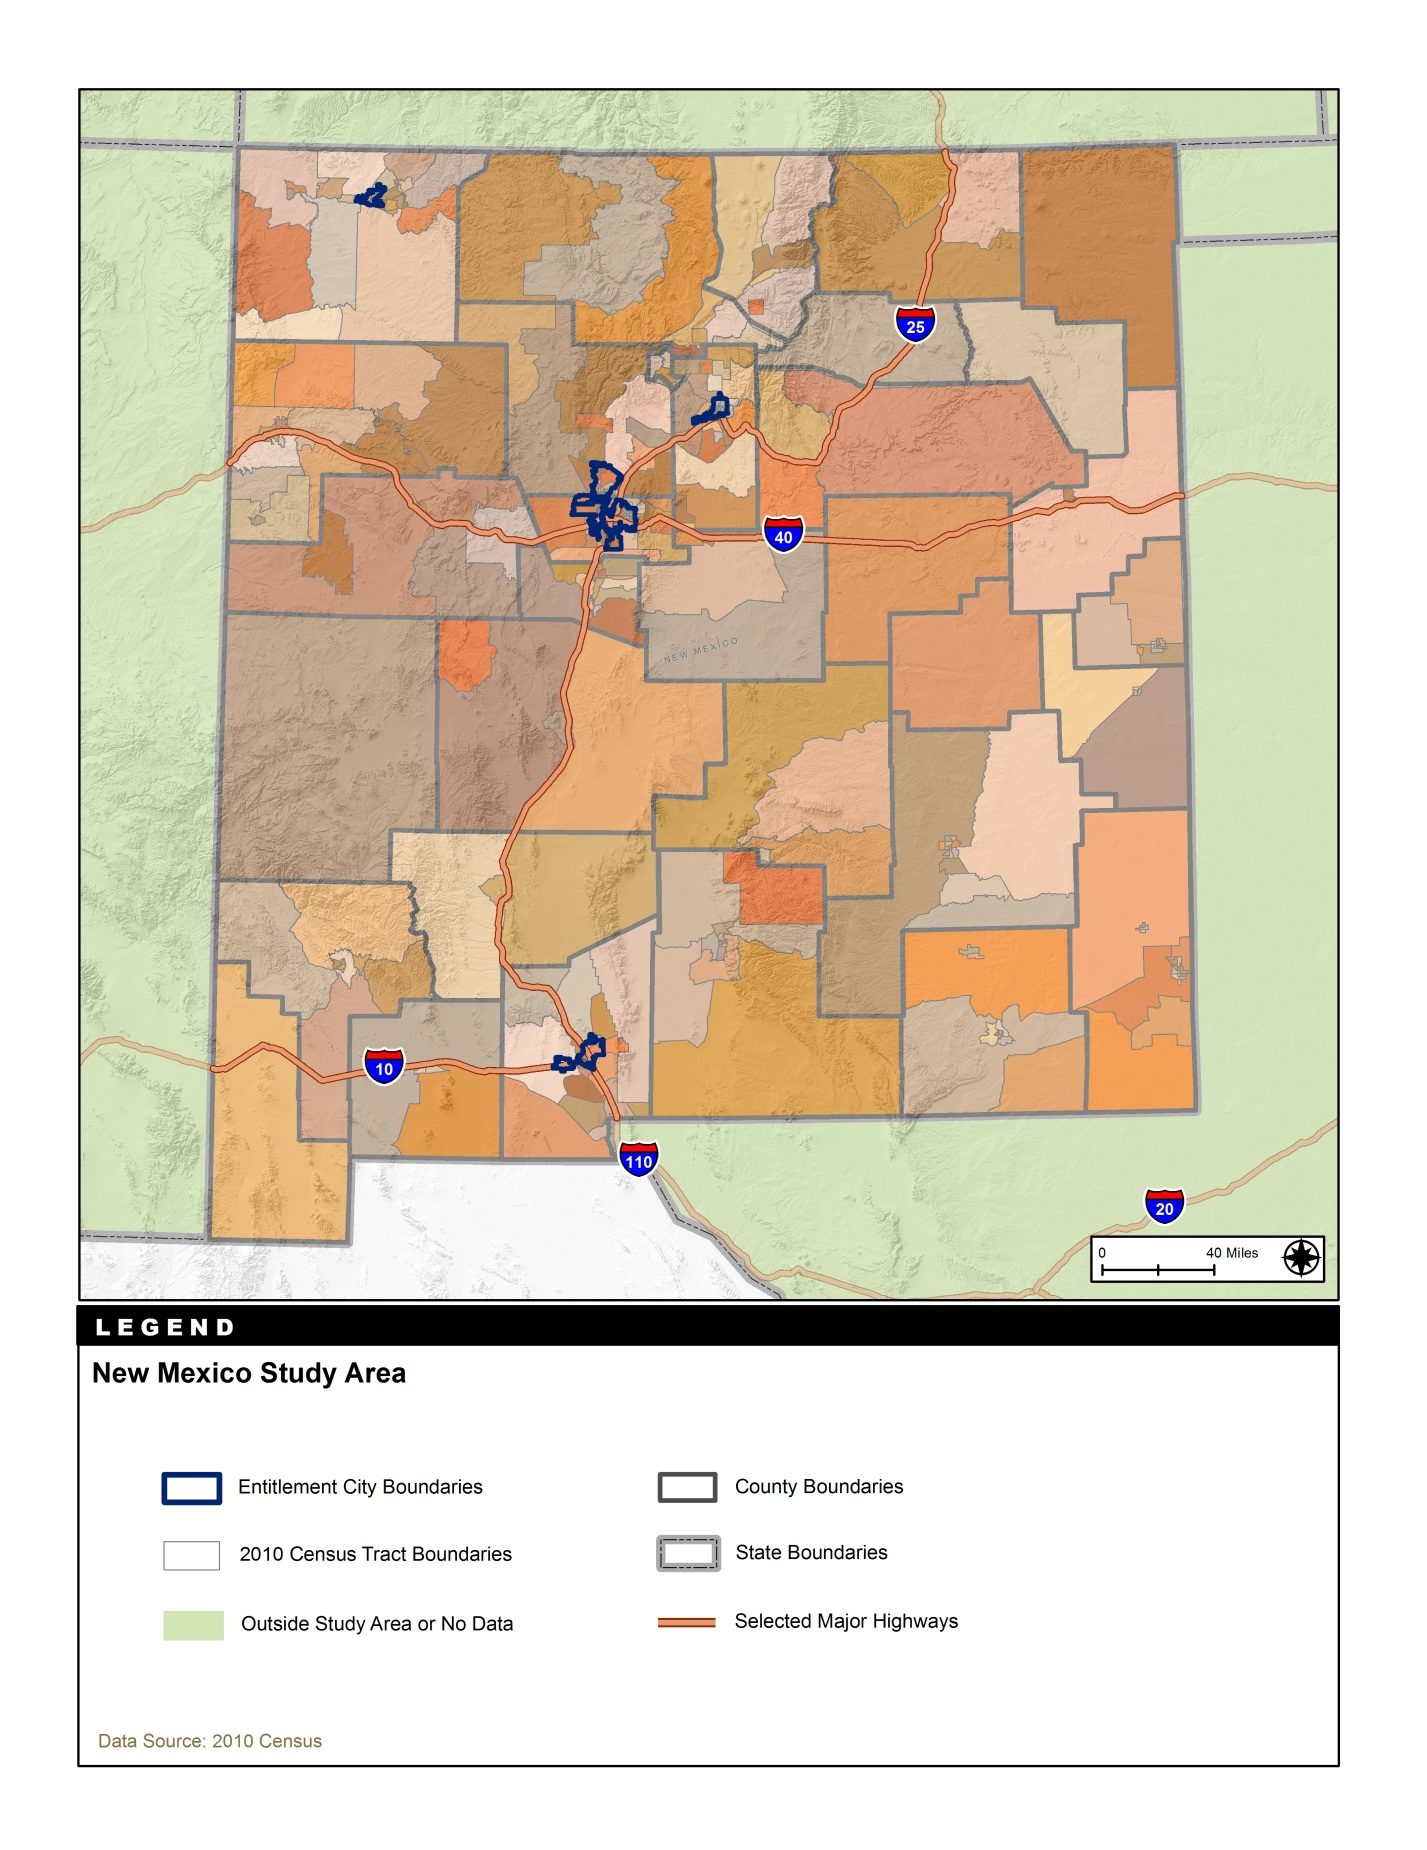 25
40
NEW MEXICO
10
110
20
0 40 Miles
LEGEND
New Mexico Study Area
Entitlement City Boundaries
County Boundaries
2010 Census Tract Boundaries
State Boundaries
Outside Study Area or No Data
Selected Major Highways
Data Source: 2010 Census